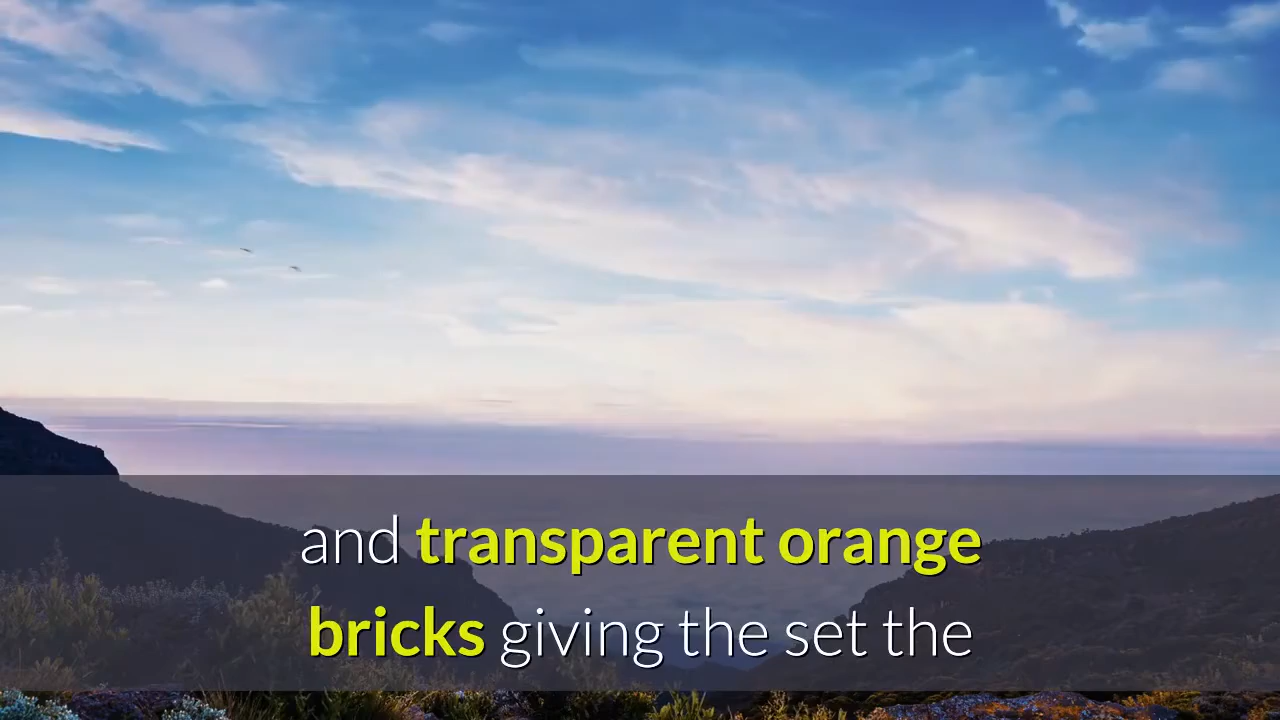 and transparent orange
bricks giving the set the